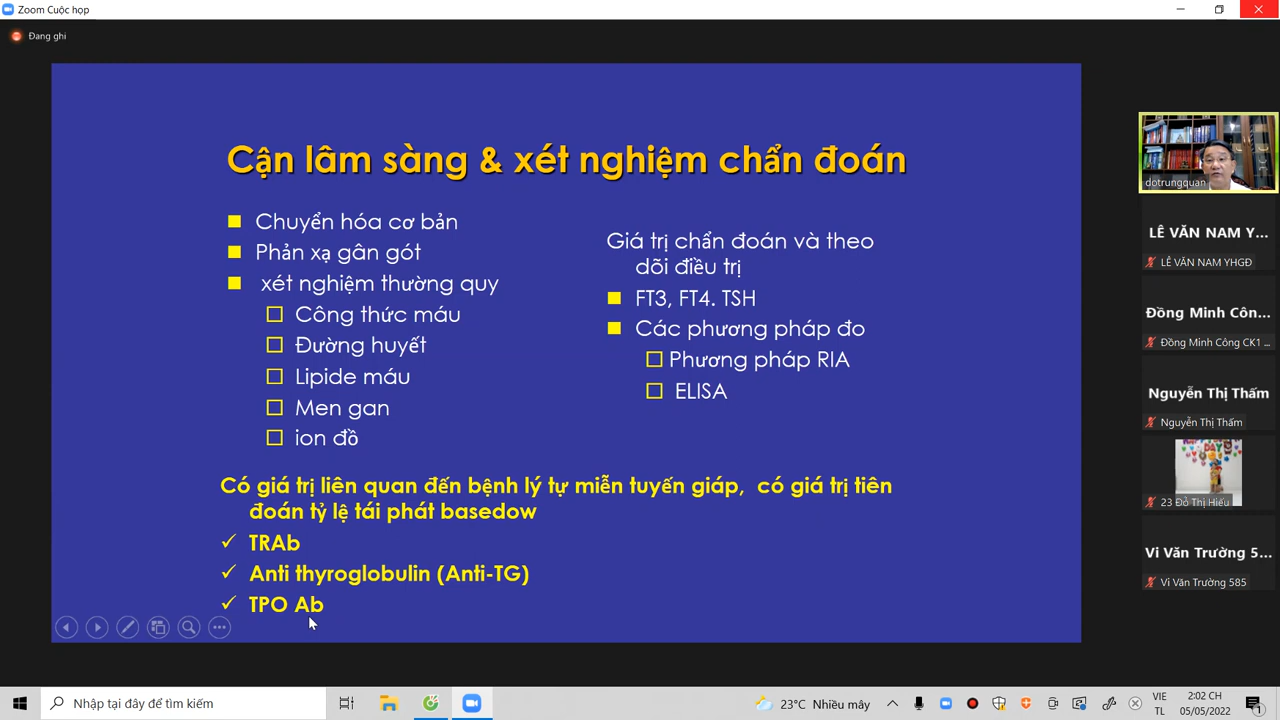 Zoom Cuộc họp
Đang ghi
Cận lâm sàng & xét nghiệm chẩn đoán
Chuyển hóa cơ bản
Phản xạ gân gót
xét nghiệm thường quy
Công thức máu
Đường huyết
Lipide máu
Men gan
ion đồ
Giá trị chẩn đoán và theo
dõi điều trị
FT3, FT4. TSH
Các phương pháp đo
Phương pháp RIA
ELISA
Có giá trị liên quan đến bệnh lý tự miễn tuyến giáp, có giá trị tiên
đoán tỷ lệ tái phát basedow
TRAb
Anti thyroglobulin (Anti-TG)
TPO Ab
dotrungquan
LÊ VĂN NAM Y...
LÊ VĂN NAM YHGĐ
Đồng Minh Côn...
Đồng Minh Công CK1 ...
Nguyễn Thị Thấm
Nguyễn Thị Thấm
23 Đỗ Thị Hiếu
Vi Văn Trường 5...
Vi Văn Trường 585
Nhập tại đây để tìm kiếm
23°C Nhiều mây
VIE
TL
2:02 CH
05/05/2022
1